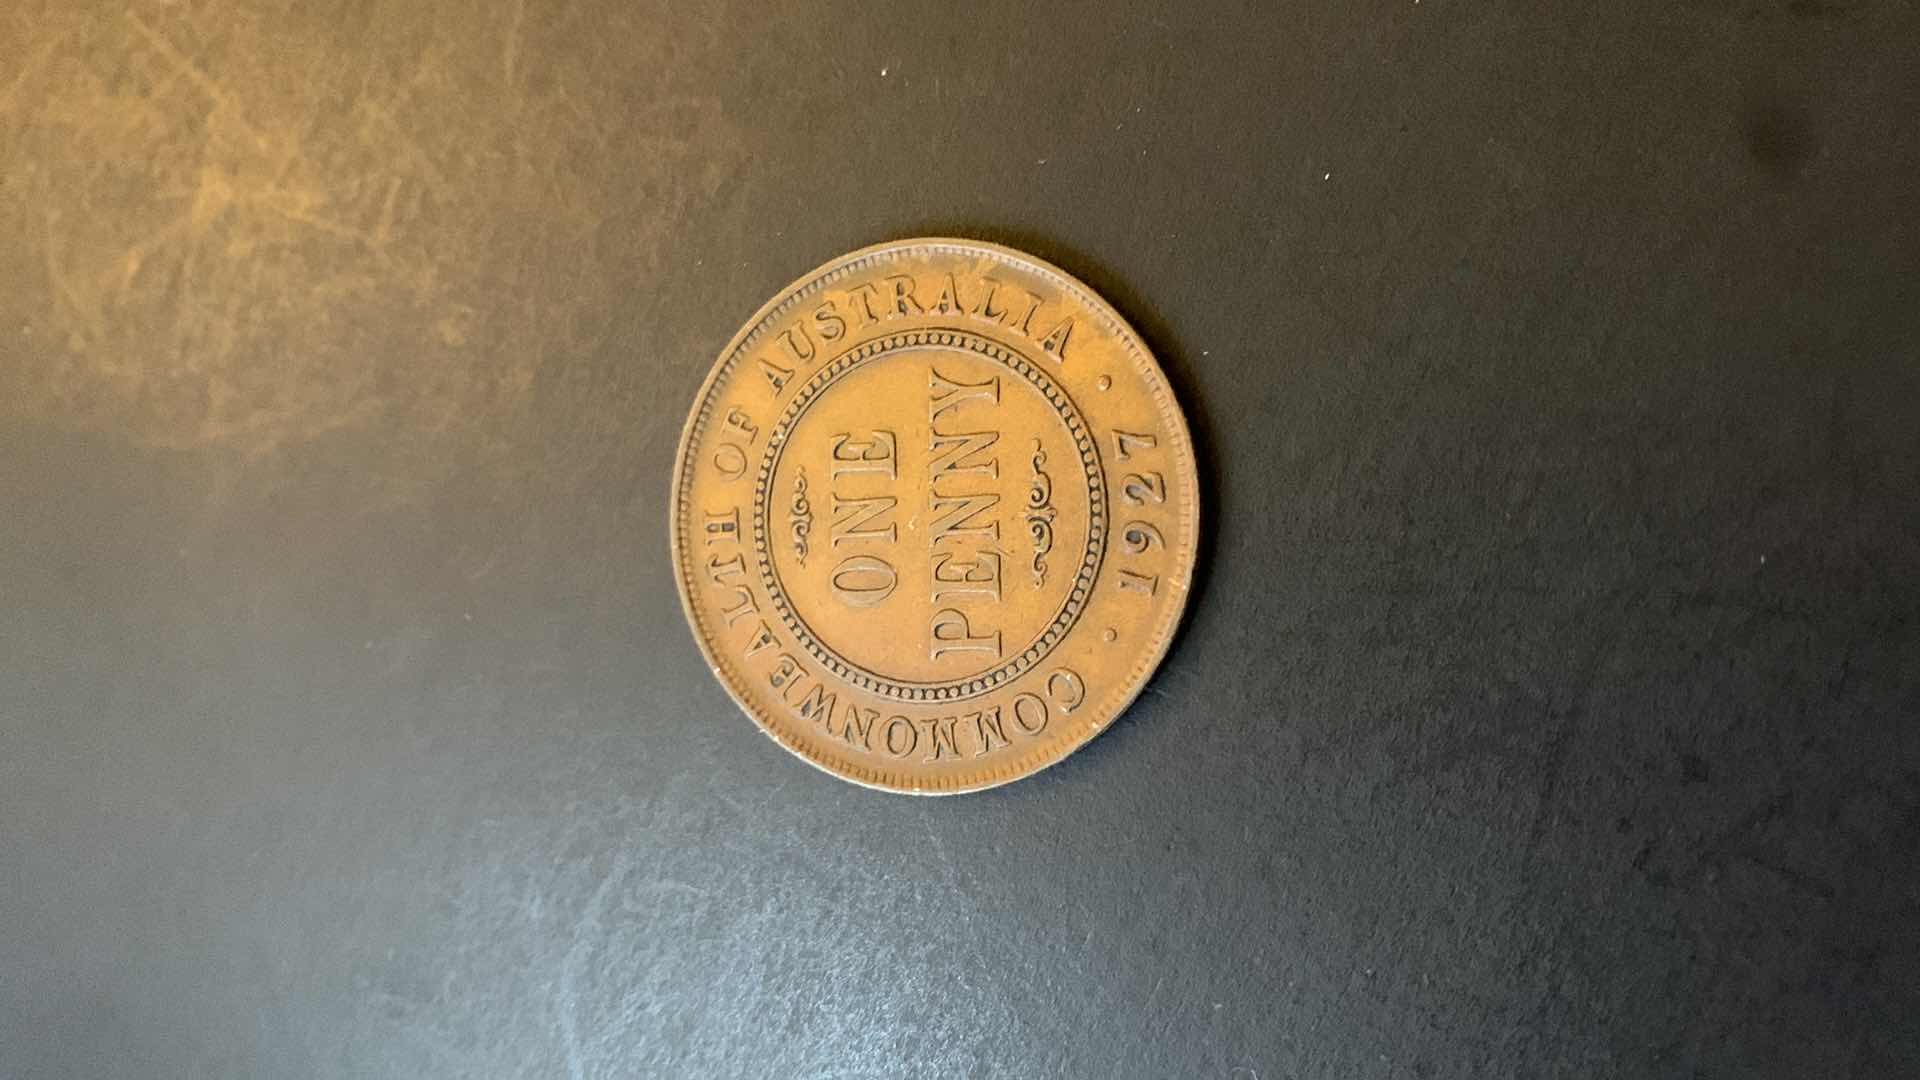 COMMONWEALTH OF AUSTRALIA
ONE
PENNY
· 1927 ·